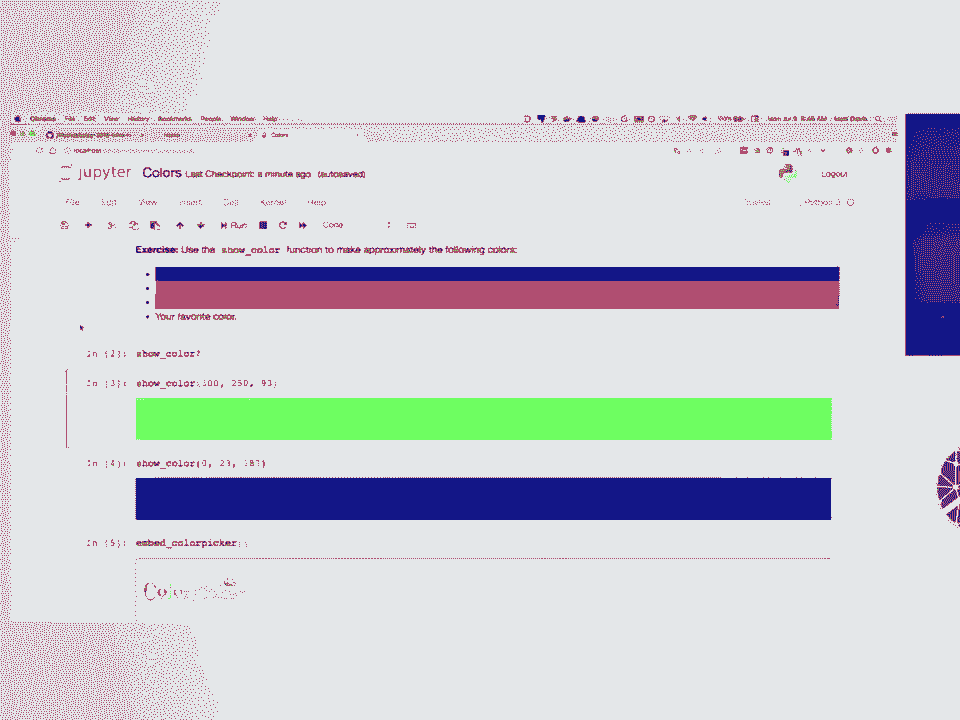 Chrome File Edit View History Bookmarks People Window Help
Colors
localhost
jupyter Colors Last Checkpoint: a minute ago (autosaved) Logout
File Edit View Insert Cell Kernel Help Trusted Python 3
Run Code
Exercise: Use the show_color function to make approximately the following colors:
Your favorite color.
In [2]: show_color?
In [3]: show_color(100, 250, 93)
In [4]: show_color(0, 23, 183)
In [5]: embed_colorpicker()
Color